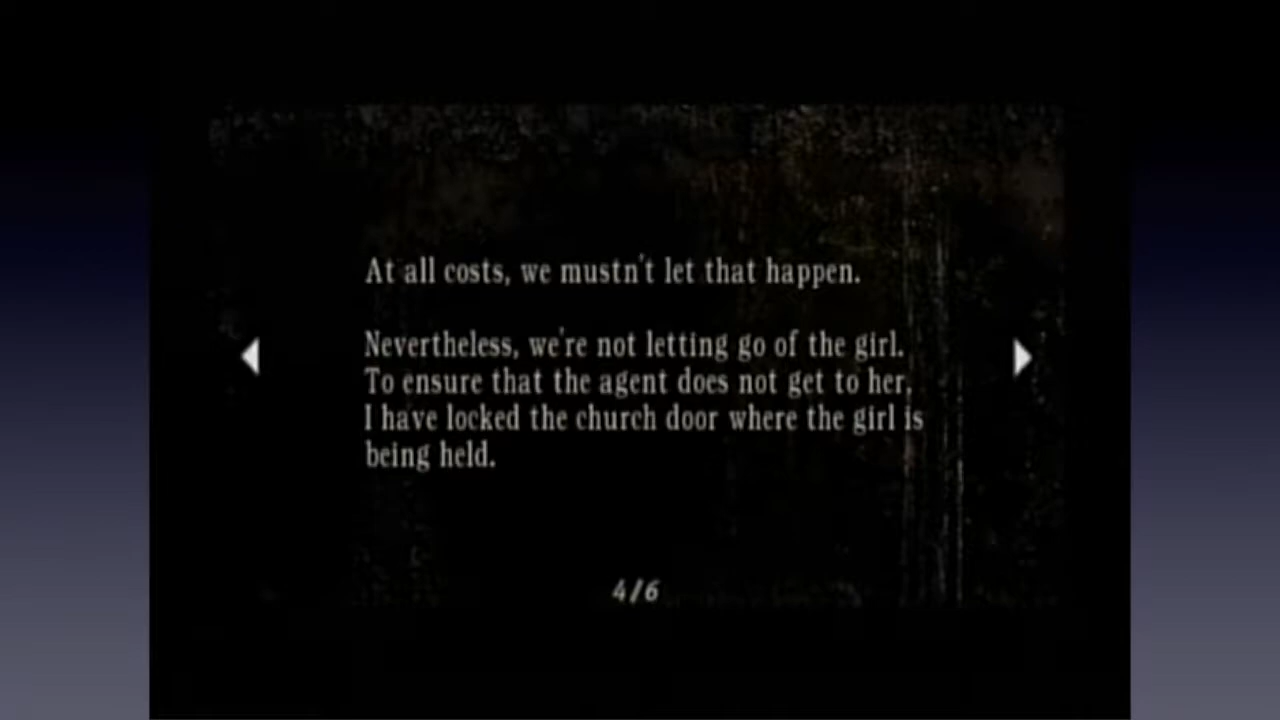 At all costs, we mustn't let that happen.
Nevertheless, we're not letting go of the girl.
To ensure that the agent does not get to her,
I have locked the church door where the girl is
being held.
4/6